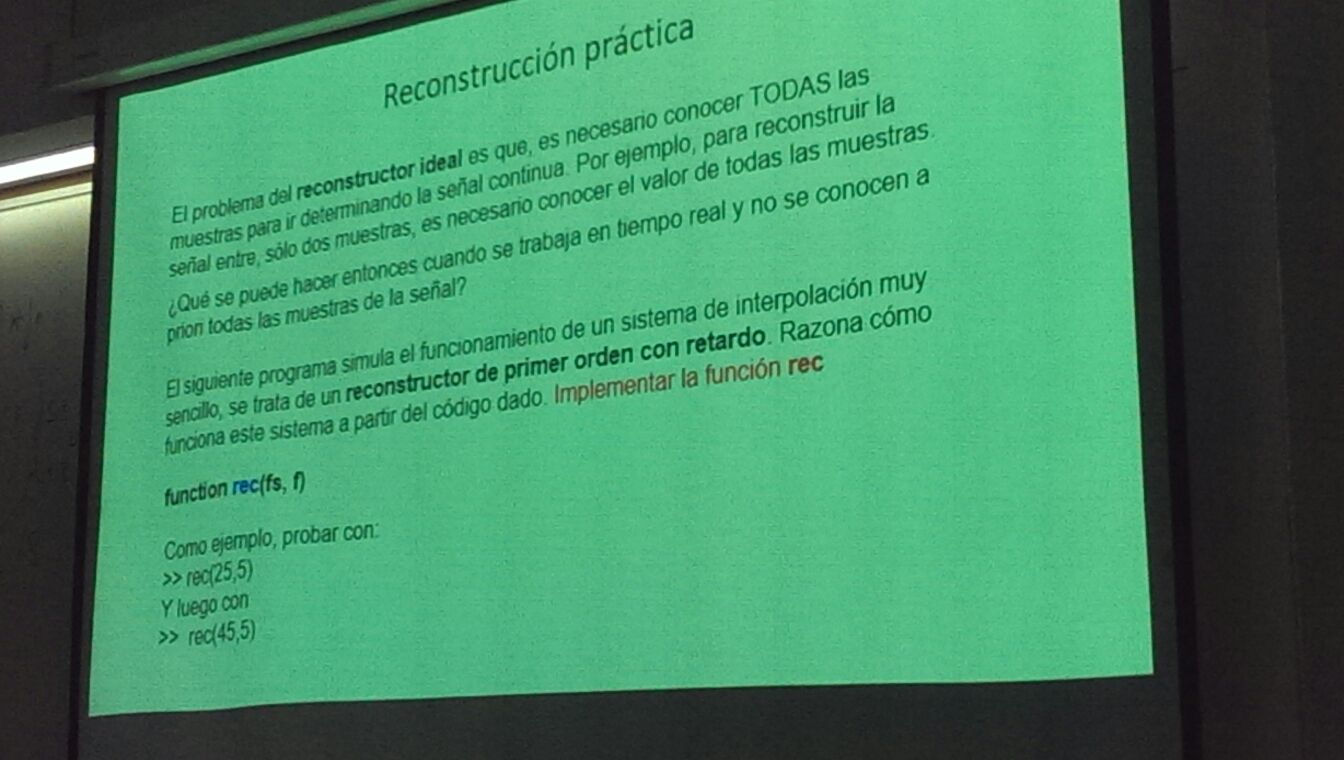 Reconstrucción práctica
El problema del reconstructor ideal es que, es necesario conocer TODAS las
muestras para ir determinando la señal continua. Por ejemplo, para reconstruir la
señal entre, sólo dos muestras, es necesario conocer el valor de todas las muestras.
¿Qué se puede hacer entonces cuando se trabaja en tiempo real y no se conocen a
priori todas las muestras de la señal?
El siguiente programa simula el funcionamiento de un sistema de interpolación muy
sencillo, se trata de un reconstructor de primer orden con retardo. Razona cómo
funciona este sistema a partir del código dado. Implementar la función rec
function rec(fs, f)
Como ejemplo, probar con:
>> rec(25,5)
Y luego con
>> rec(45,5)